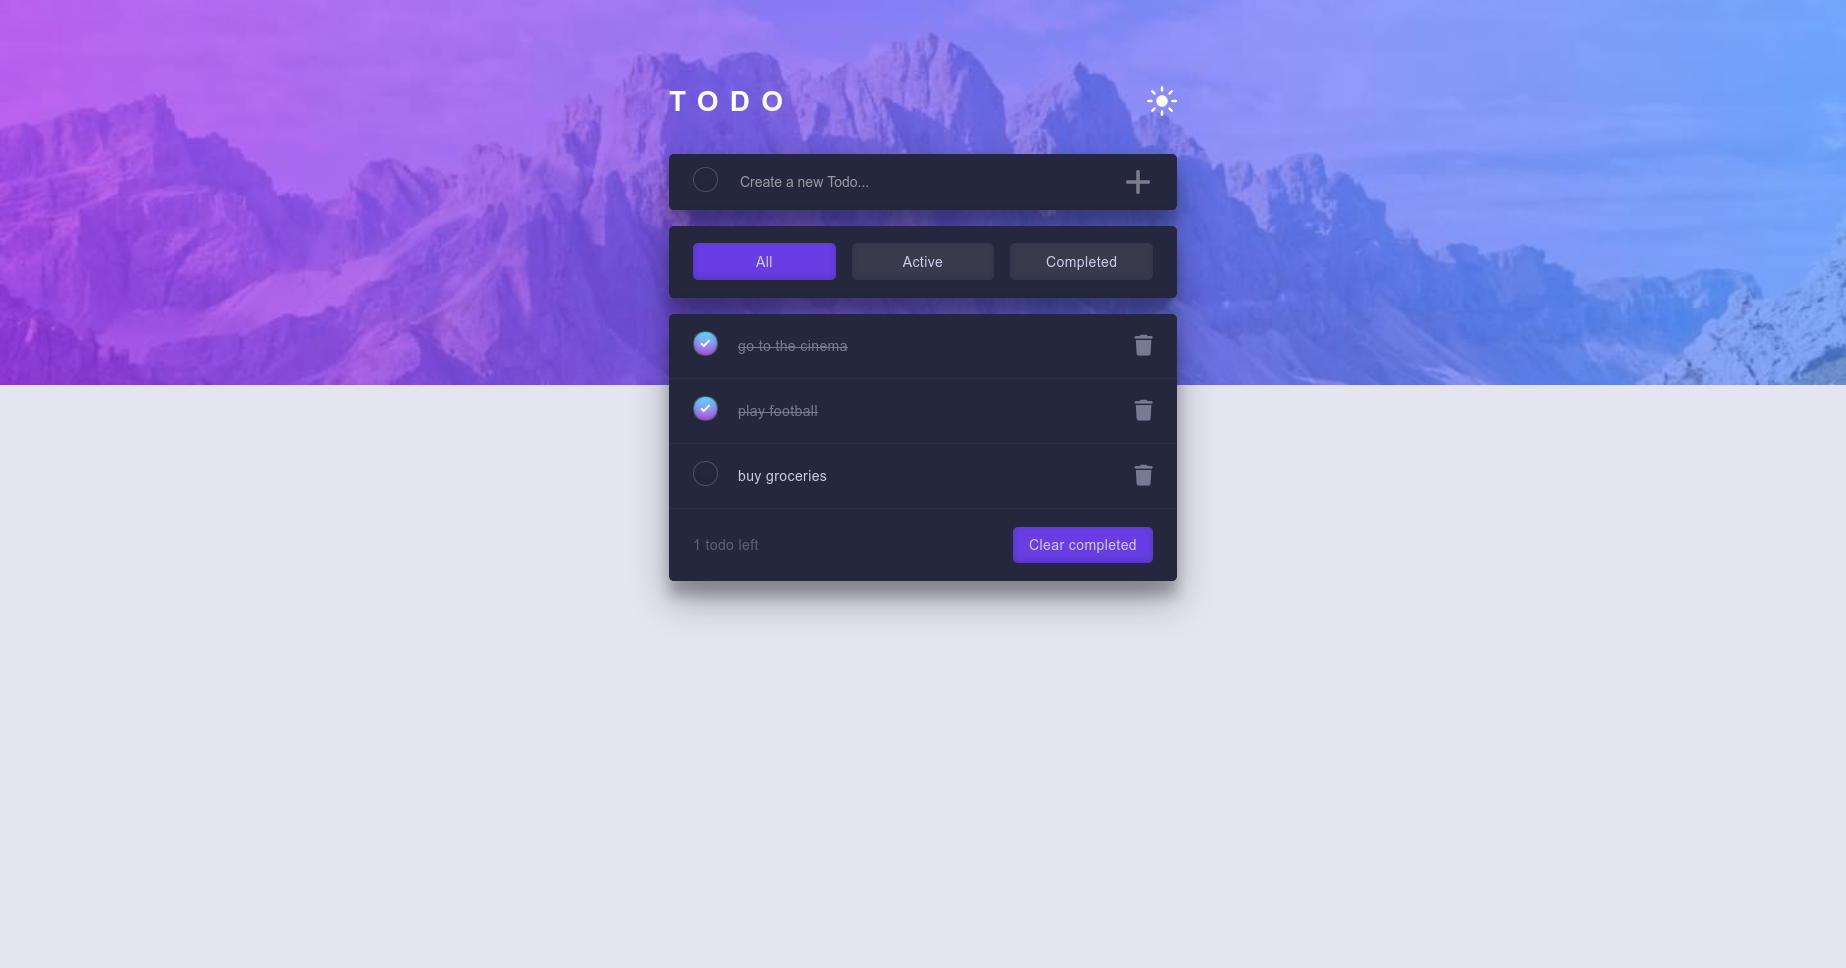 TODO
Create a new Todo...
All Active Completed
go to the cinema
play football
buy groceries
1 todo left Clear completed